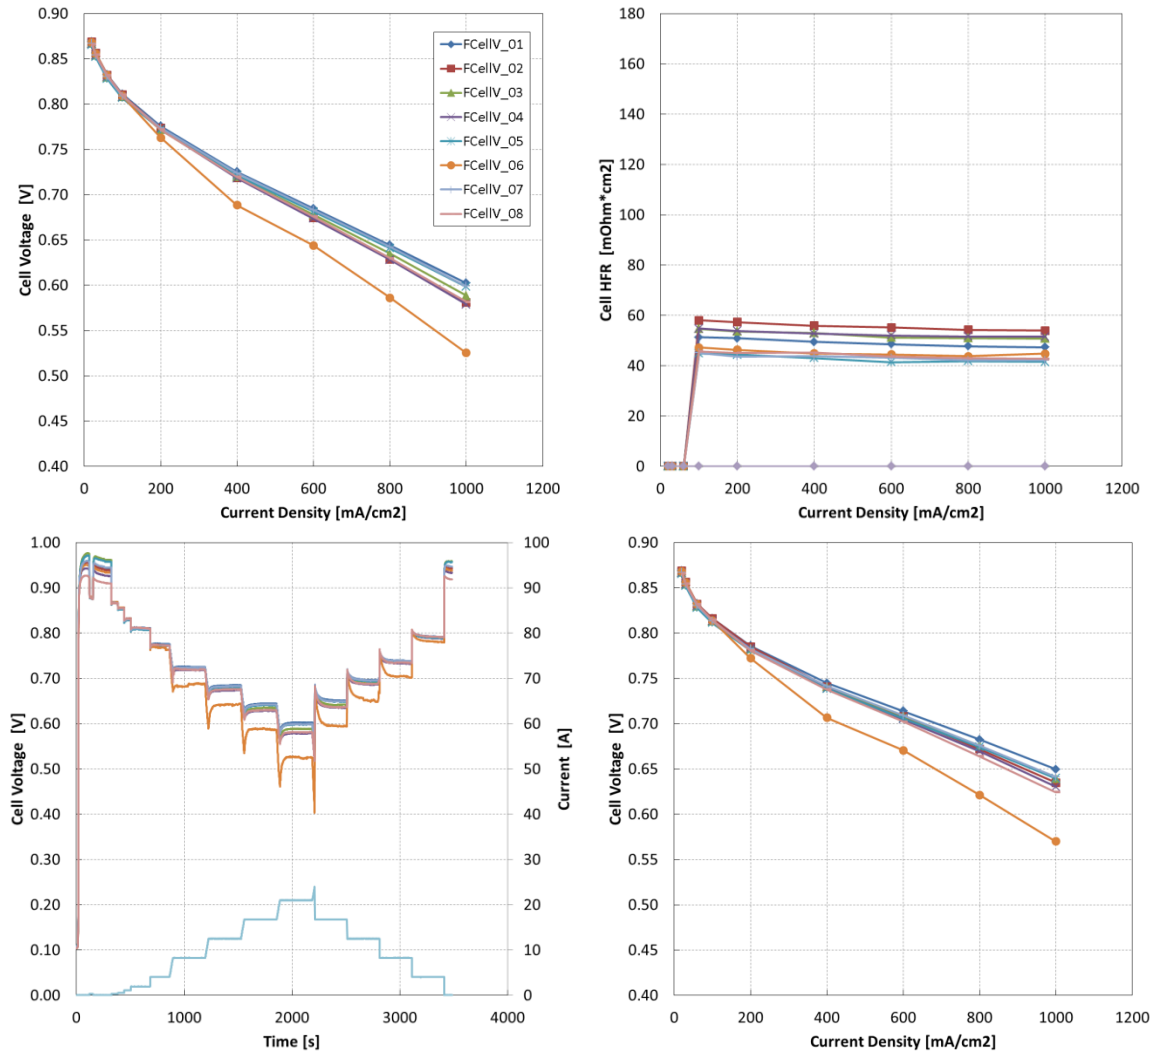 0.90
0.85
0.80
0.75
0.70
0.65
0.60
0.55
0.50
0.45
0.40
Cell Voltage [V]
FCellV_01
FCellV_02
FCellV_03
FCellV_04
FCellV_05
FCellV_06
FCellV_07
FCellV_08
0 200 400 600 800 1000 1200
Current Density [mA/cm2]
180
160
140
120
100
80
60
40
20
0
Cell HFR [mOhm*cm2]
0 200 400 600 800 1000 1200
Current Density [mA/cm2]
1.00
0.90
0.80
0.70
0.60
0.50
0.40
0.30
0.20
0.10
0.00
Cell Voltage [V]
100
90
80
70
60
50
40
30
20
10
0
Current [A]
0 1000 2000 3000 4000
Time [s]
0.90
0.85
0.80
0.75
0.70
0.65
0.60
0.55
0.50
0.45
0.40
Cell Voltage [V]
0 200 400 600 800 1000 1200
Current Density [mA/cm2]